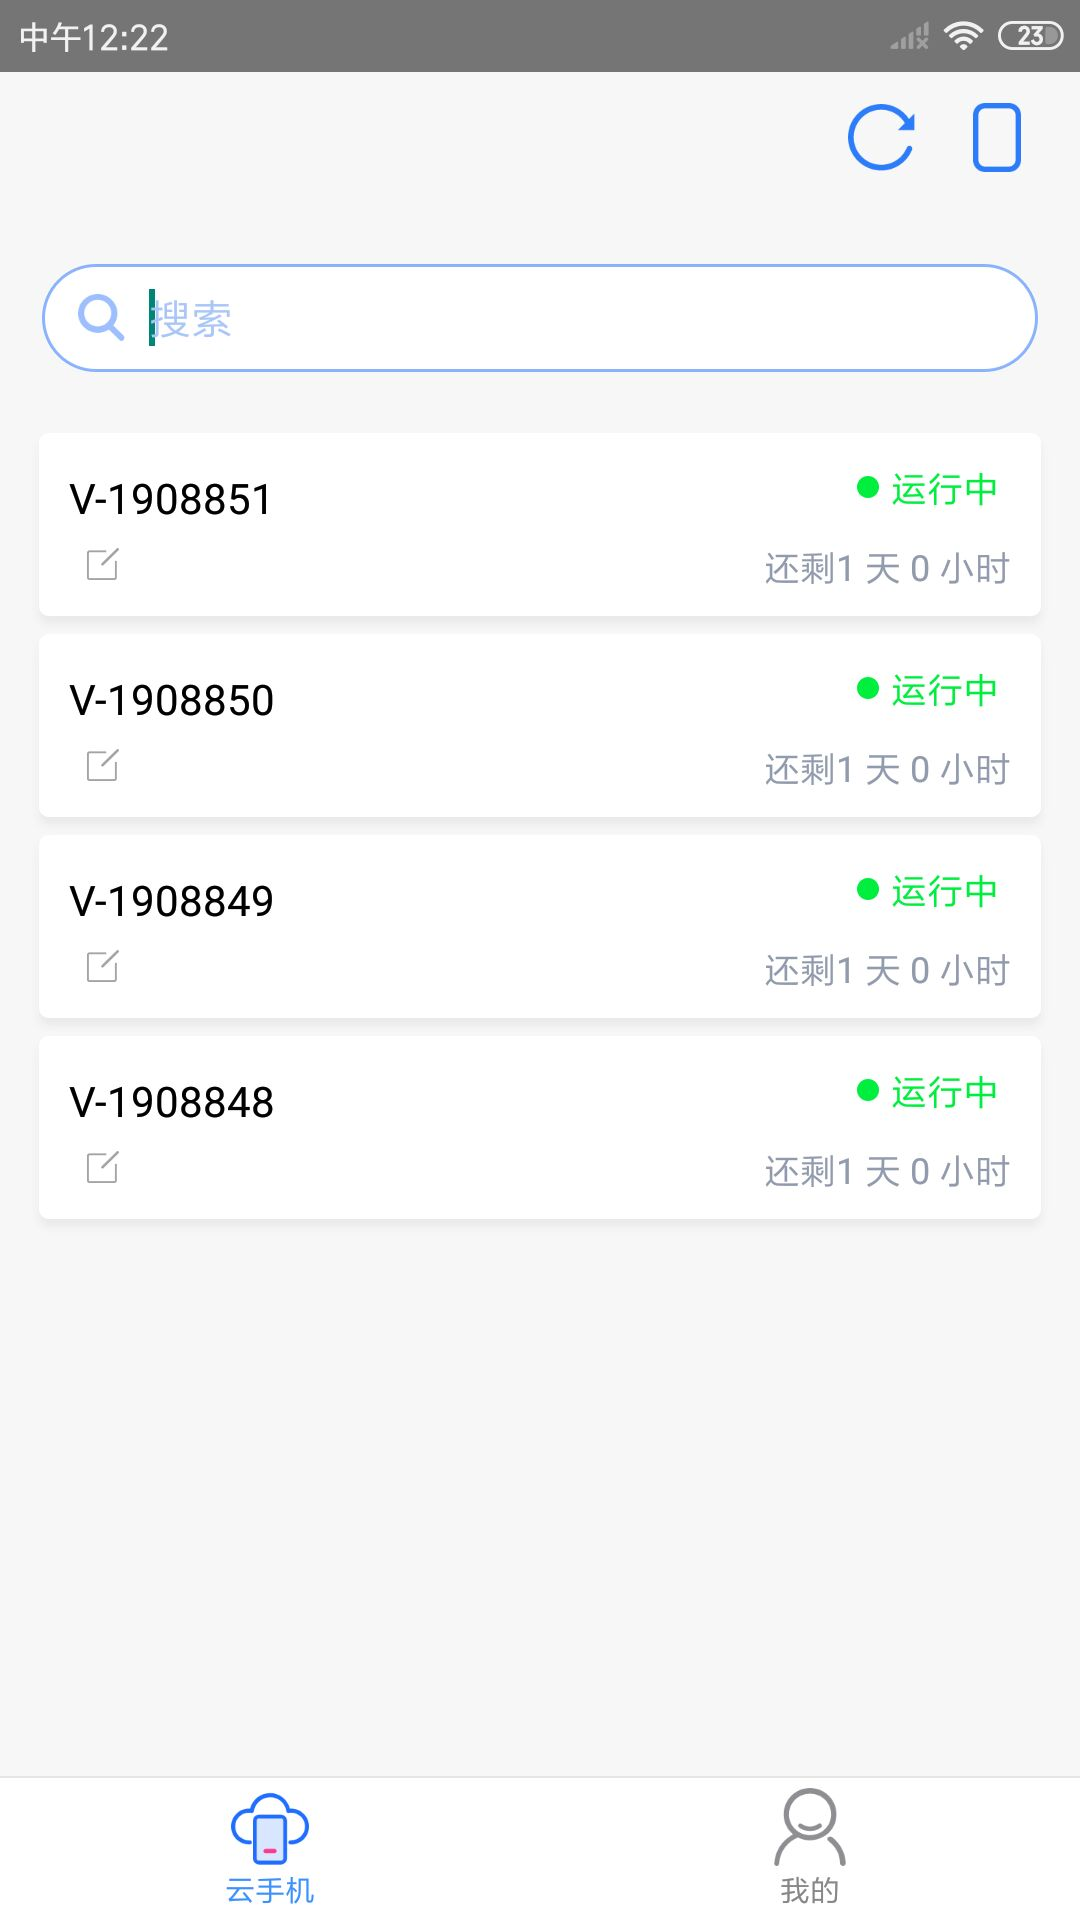 中午12:22
23
搜索
V-1908851
运行中
还剩1 天 0 小时
V-1908850
运行中
还剩1 天 0 小时
V-1908849
运行中
还剩1 天 0 小时
V-1908848
运行中
还剩1 天 0 小时
云手机
我的